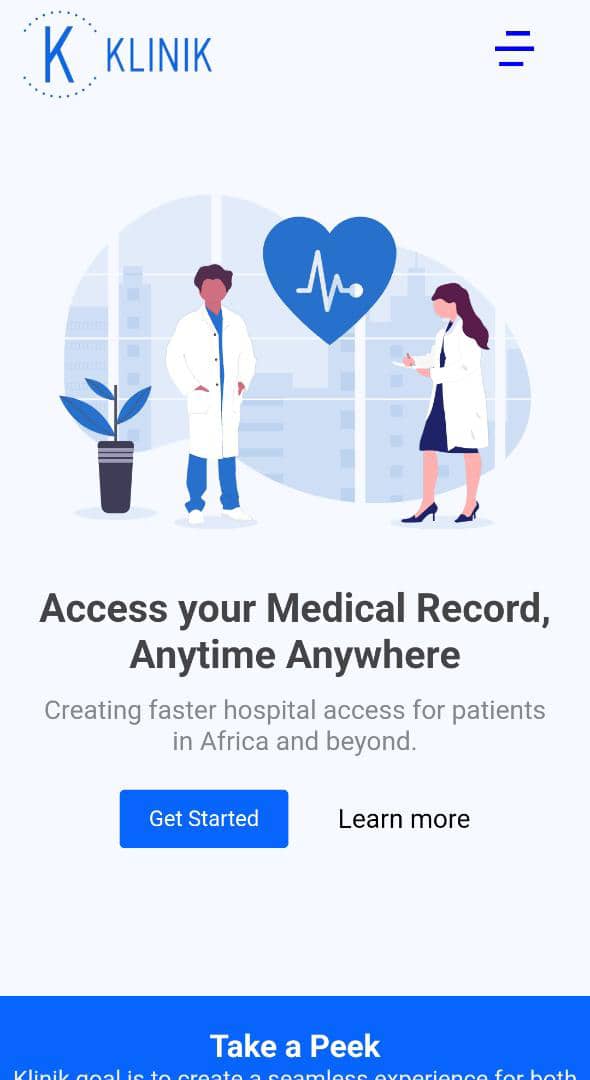 K KLINIK
Access your Medical Record,
Anytime Anywhere
Creating faster hospital access for patients
in Africa and beyond.
Get Started Learn more
Take a Peek
Klinik goal is to create a seamless experience for both